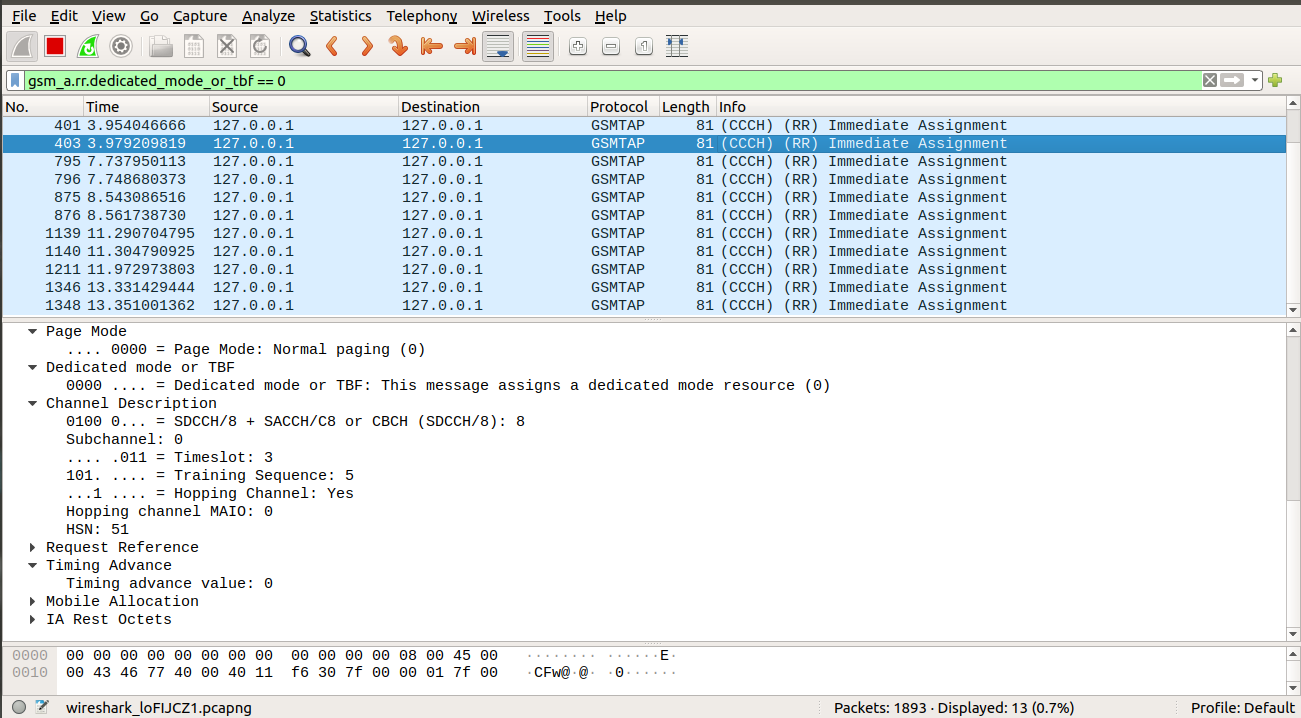 File Edit View Go Capture Analyze Statistics Telephony Wireless Tools Help
gsm_a.rr.dedicated_mode_or_tbf == 0
No. Time Source Destination Protocol Length Info
401 3.954046666 127.0.0.1 127.0.0.1 GSMTAP 81 (CCCH) (RR) Immediate Assignment
403 3.979209819 127.0.0.1 127.0.0.1 GSMTAP 81 (CCCH) (RR) Immediate Assignment
795 7.737950113 127.0.0.1 127.0.0.1 GSMTAP 81 (CCCH) (RR) Immediate Assignment
796 7.748680373 127.0.0.1 127.0.0.1 GSMTAP 81 (CCCH) (RR) Immediate Assignment
875 8.543086516 127.0.0.1 127.0.0.1 GSMTAP 81 (CCCH) (RR) Immediate Assignment
876 8.561738730 127.0.0.1 127.0.0.1 GSMTAP 81 (CCCH) (RR) Immediate Assignment
1139 11.290704795 127.0.0.1 127.0.0.1 GSMTAP 81 (CCCH) (RR) Immediate Assignment
1140 11.304790925 127.0.0.1 127.0.0.1 GSMTAP 81 (CCCH) (RR) Immediate Assignment
1211 11.972973803 127.0.0.1 127.0.0.1 GSMTAP 81 (CCCH) (RR) Immediate Assignment
1346 13.331429444 127.0.0.1 127.0.0.1 GSMTAP 81 (CCCH) (RR) Immediate Assignment
1348 13.351001362 127.0.0.1 127.0.0.1 GSMTAP 81 (CCCH) (RR) Immediate Assignment
Page Mode
.... 0000 = Page Mode: Normal paging (0)
Dedicated mode or TBF
0000 .... = Dedicated mode or TBF: This message assigns a dedicated mode resource (0)
Channel Description
0100 0... = SDCCH/8 + SACCH/C8 or CBCH (SDCCH/8): 8
Subchannel: 0
.... .011 = Timeslot: 3
101. .... = Training Sequence: 5
...1 .... = Hopping Channel: Yes
Hopping channel MAIO: 0
HSN: 51
Request Reference
Timing Advance
Timing advance value: 0
Mobile Allocation
IA Rest Octets
0000 00 00 00 00 00 00 00 00 00 00 00 00 08 00 45 00 ········ ······E·
0010 00 43 46 77 40 00 40 11 f6 30 7f 00 00 01 7f 00 ·CFw@·@· ·0······
wireshark_loFIJCZ1.pcapng Packets: 1893 · Displayed: 13 (0.7%) Profile: Default